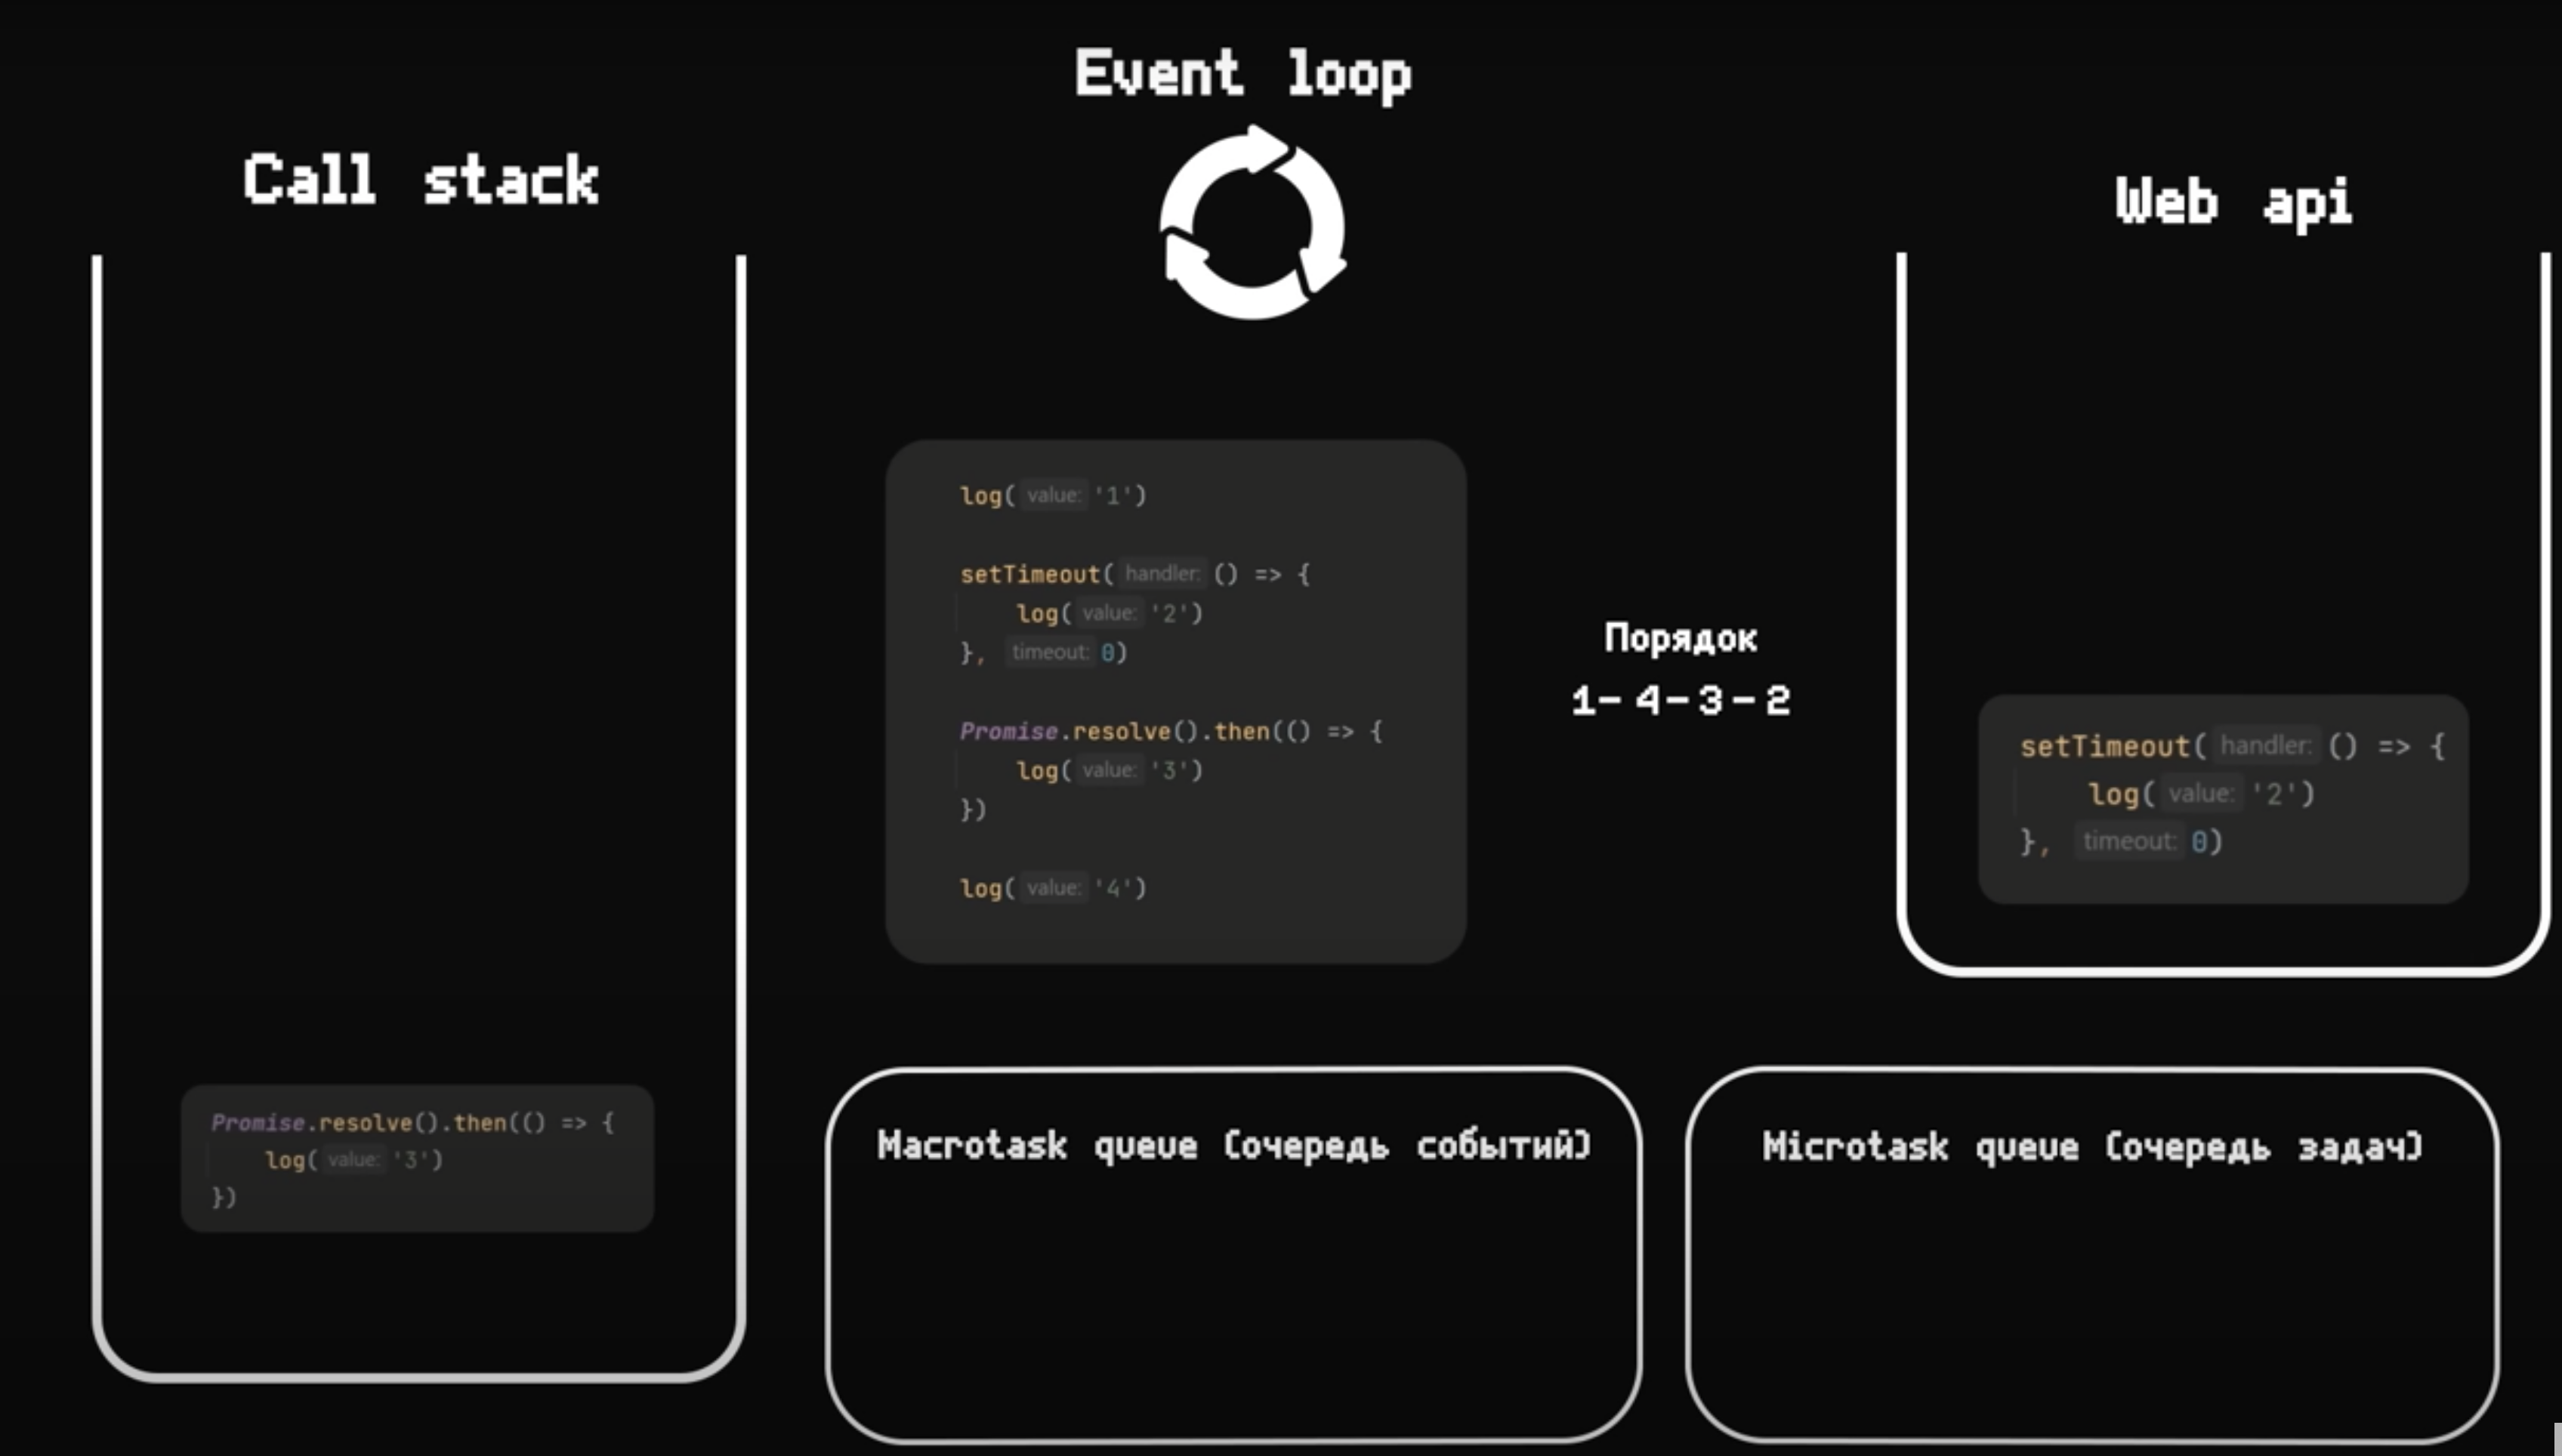 Event loop
Call stack
Web api
log( value: '1')
setTimeout( handler: () => {
log( value: '2')
}, timeout: 0)
Promise.resolve().then(() => {
log( value: '3')
})
log( value: '4')
Порядок
1-4-3-2
setTimeout( handler: () => {
log( value: '2')
}, timeout: 0)
Promise.resolve().then(() => {
log( value: '3')
})
Macrotask queue (очередь событий)
Microtask queue (очередь задач)